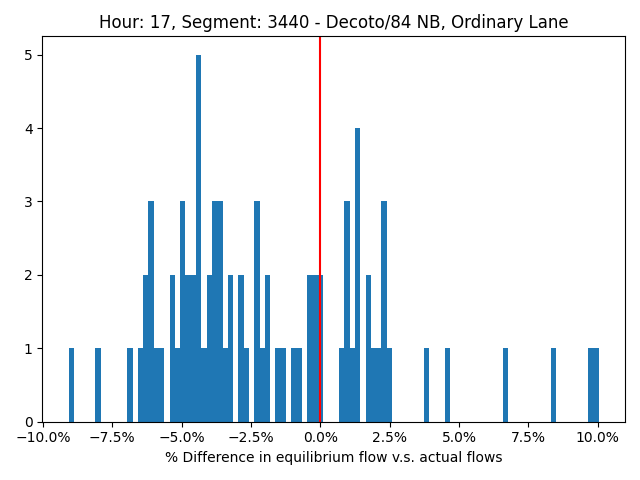 Hour: 17, Segment: 3440 - Decoto/84 NB, Ordinary Lane
5
4
3
2
1
0
−10.0% −7.5% −5.0% −2.5% 0.0% 2.5% 5.0% 7.5% 10.0%
% Difference in equilibrium flow v.s. actual flows